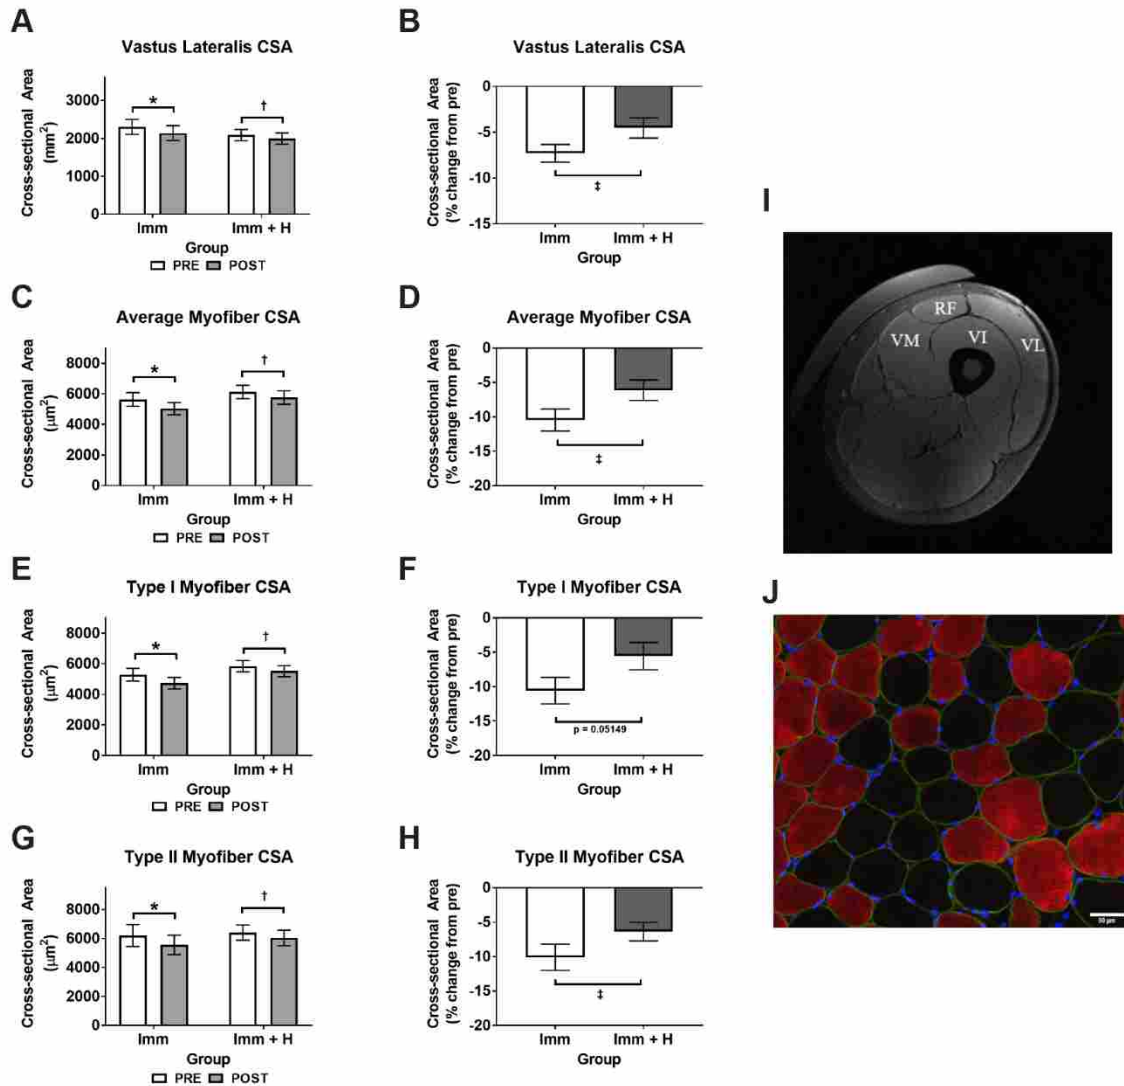 A
Vastus Lateralis CSA
Cross-sectional Area
(mm²)
3000
2000
1000
0
*
†
Imm
Imm + H
Group
PRE POST
B
Vastus Lateralis CSA
Cross-sectional Area
(% change from pre)
0
-5
-10
-15
‡
Imm
Imm + H
Group
C
Average Myofiber CSA
Cross-sectional Area
(μm²)
8000
6000
4000
2000
0
*
†
Imm
Imm + H
Group
PRE POST
D
Average Myofiber CSA
Cross-sectional Area
(% change from pre)
0
-5
-10
-15
-20
‡
Imm
Imm + H
Group
E
Type I Myofiber CSA
Cross-sectional Area
(μm²)
8000
6000
4000
2000
0
*
†
Imm
Imm + H
Group
PRE POST
F
Type I Myofiber CSA
Cross-sectional Area
(% change from pre)
0
-5
-10
-15
-20
p = 0.05149
Imm
Imm + H
Group
G
Type II Myofiber CSA
Cross-sectional Area
(μm²)
8000
6000
4000
2000
0
*
†
Imm
Imm + H
Group
PRE POST
H
Type II Myofiber CSA
Cross-sectional Area
(% change from pre)
0
-5
-10
-15
-20
‡
Imm
Imm + H
Group
I
RF
VM
VI
VL
J